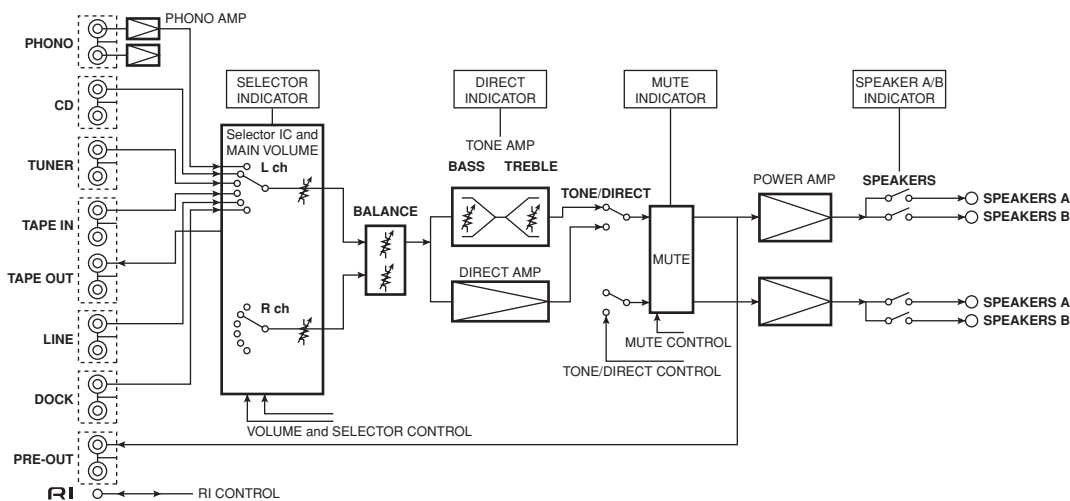 PHONO
PHONO AMP
CD
TUNER
TAPE IN
TAPE OUT
LINE
DOCK
PRE-OUT
RI
RI CONTROL
SELECTOR
INDICATOR
Selector IC and
MAIN VOLUME
L ch
R ch
VOLUME and SELECTOR CONTROL
BALANCE
DIRECT
INDICATOR
TONE AMP
BASS TREBLE
DIRECT AMP
TONE/DIRECT
MUTE
INDICATOR
MUTE
MUTE CONTROL
TONE/DIRECT CONTROL
POWER AMP
SPEAKER A/B
INDICATOR
SPEAKERS
SPEAKERS A
SPEAKERS B
SPEAKERS A
SPEAKERS B